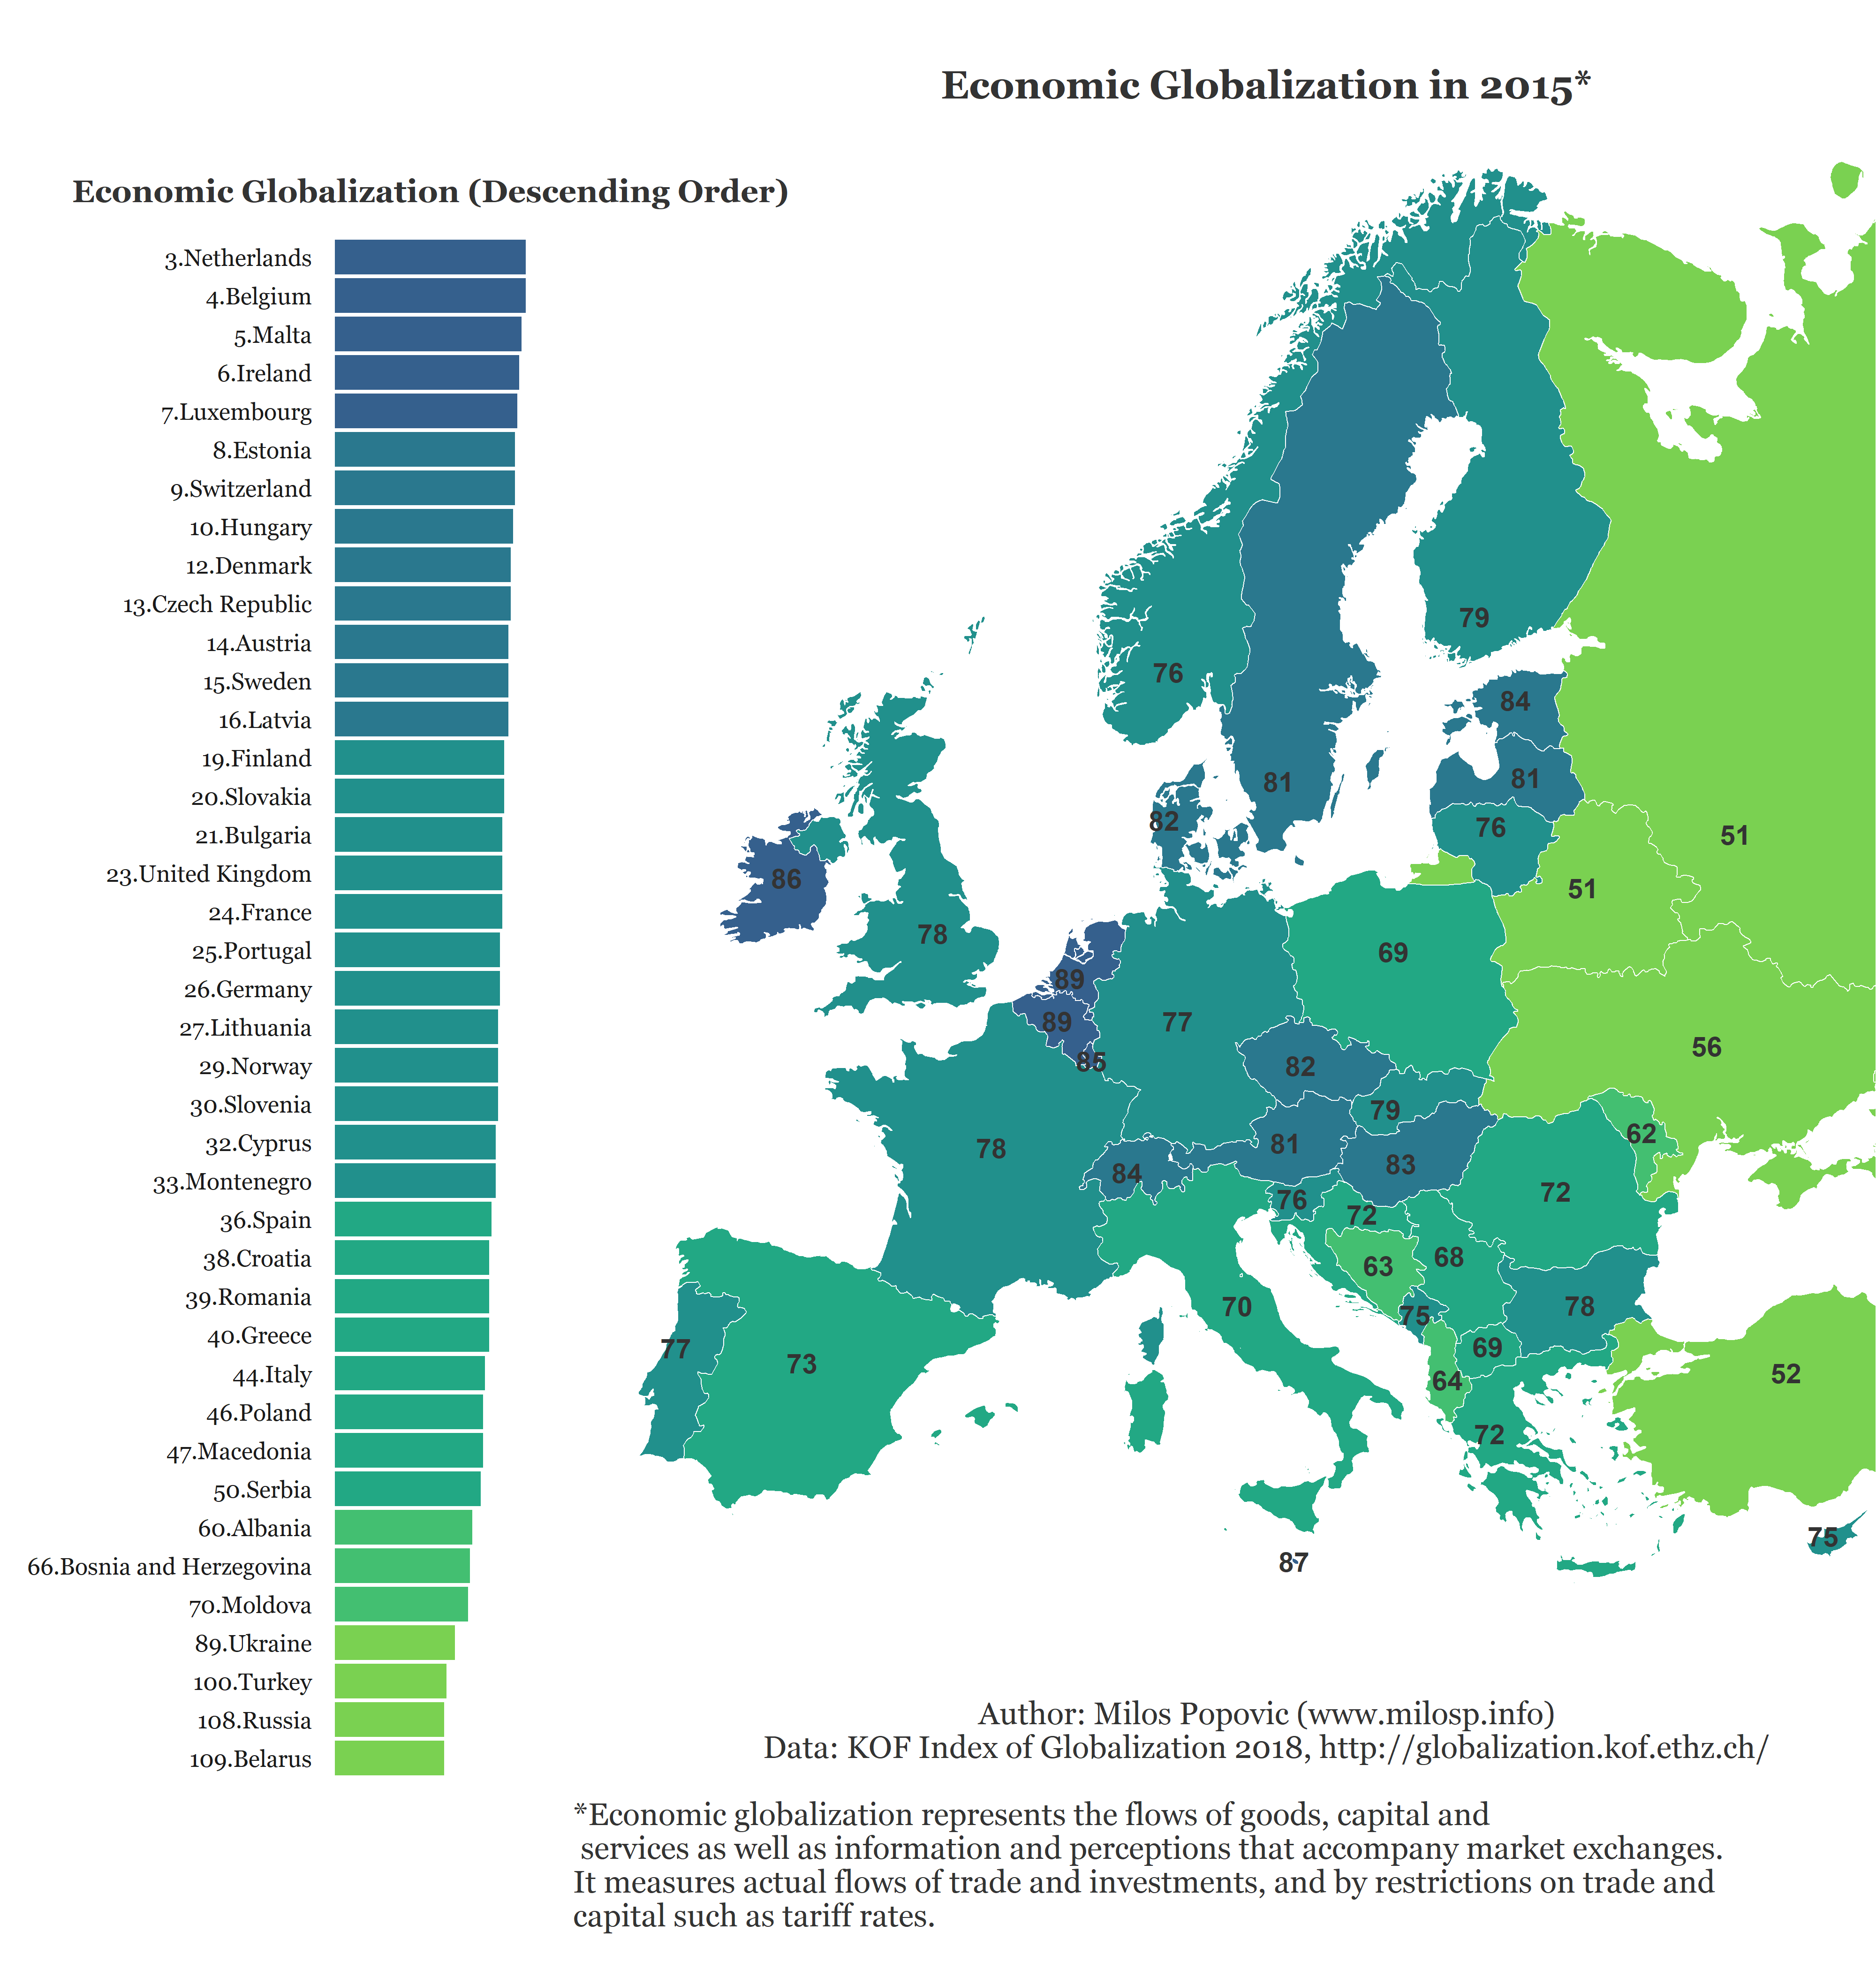 Economic Globalization in 2015*
Economic Globalization (Descending Order)
3.Netherlands
4.Belgium
5.Malta
6.Ireland
7.Luxembourg
8.Estonia
9.Switzerland
10.Hungary
12.Denmark
13.Czech Republic
14.Austria
15.Sweden
16.Latvia
19.Finland
20.Slovakia
21.Bulgaria
23.United Kingdom
24.France
25.Portugal
26.Germany
27.Lithuania
29.Norway
30.Slovenia
32.Cyprus
33.Montenegro
36.Spain
38.Croatia
39.Romania
40.Greece
44.Italy
46.Poland
47.Macedonia
50.Serbia
60.Albania
66.Bosnia and Herzegovina
70.Moldova
89.Ukraine
100.Turkey
108.Russia
109.Belarus
79
76
84
81
81
82
76
51
86
51
78
69
89
89
77
56
85
82
79
62
81
78
83
84
72
76
72
68
63
70
78
75
77
69
73
52
64
72
75
87
Author: Milos Popovic (www.milosp.info)
Data: KOF Index of Globalization 2018, http://globalization.kof.ethz.ch/
*Economic globalization represents the flows of goods, capital and
services as well as information and perceptions that accompany market exchanges.
It measures actual flows of trade and investments, and by restrictions on trade and
capital such as tariff rates.